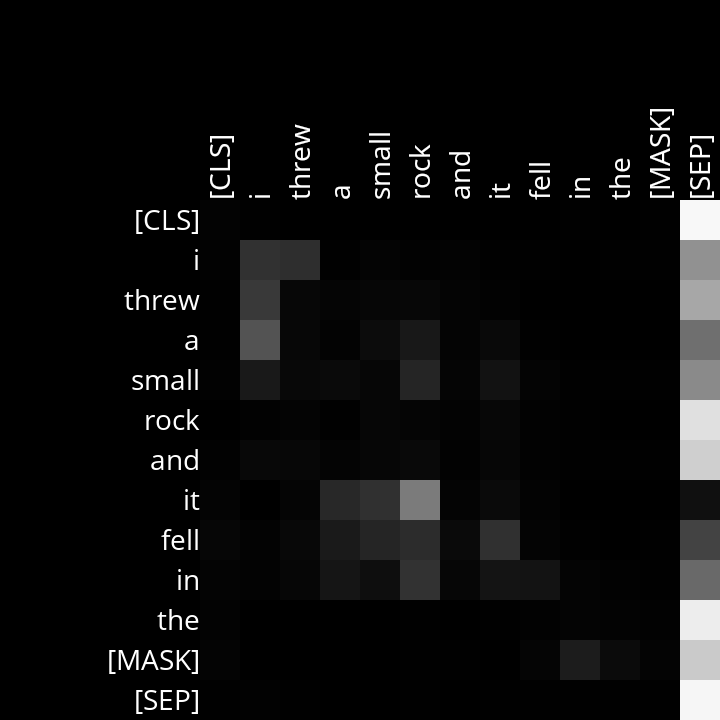 [CLS] i threw a small rock and it fell in the [MASK] [SEP]
[CLS]
i
threw
a
small
rock
and
it
fell
in
the
[MASK]
[SEP]